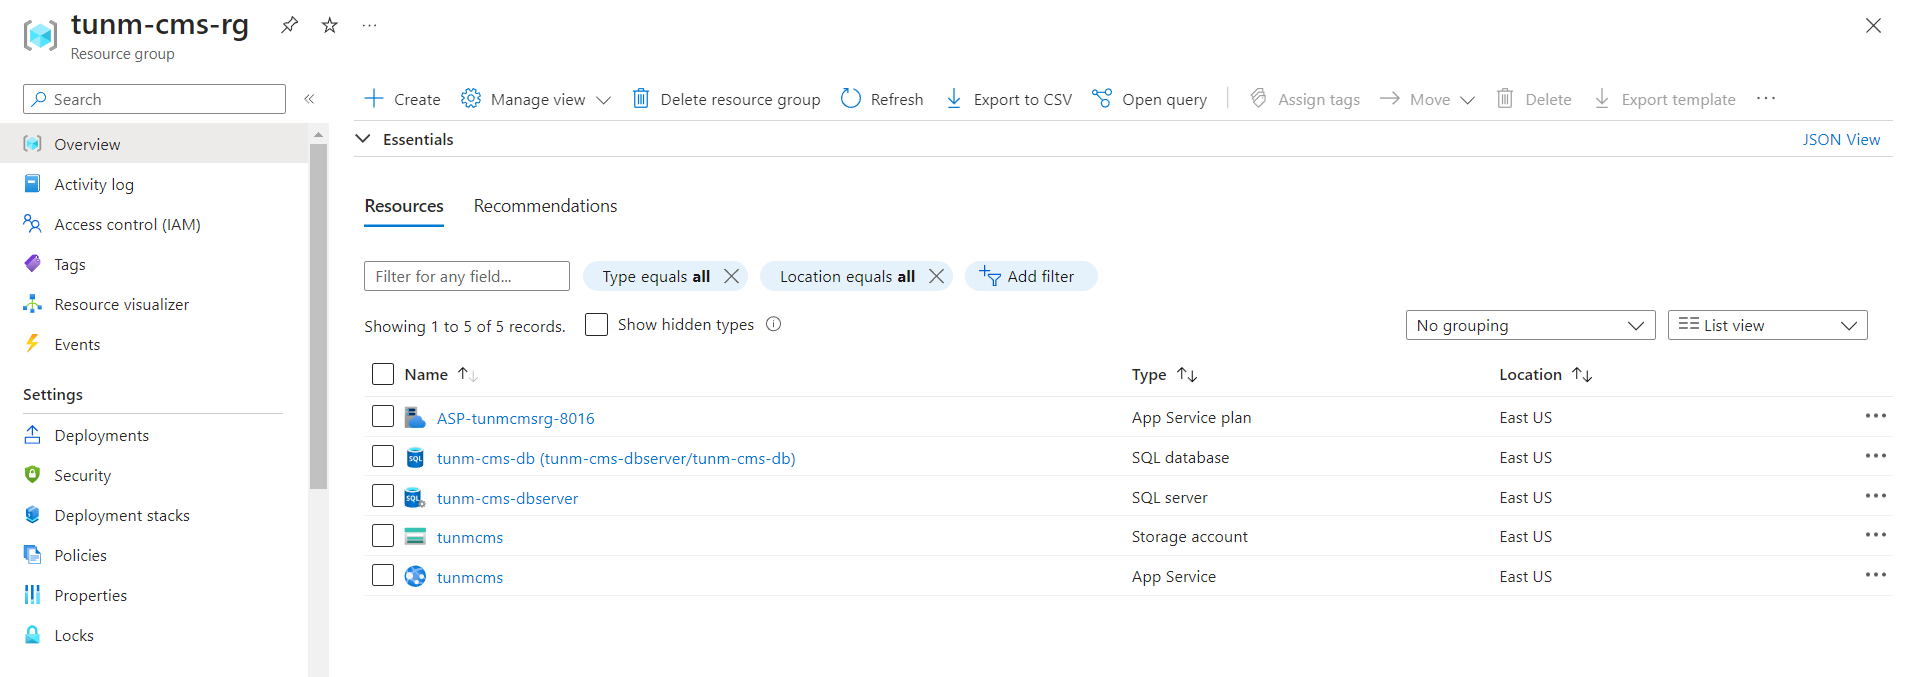 tunm-cms-rg
Resource group
Search
Overview
Activity log
Access control (IAM)
Tags
Resource visualizer
Events
Settings
Deployments
Security
Deployment stacks
Policies
Properties
Locks
Create Manage view Delete resource group Refresh Export to CSV Open query Assign tags Move Delete Export template
Essentials JSON View
Resources Recommendations
Filter for any field... Type equals all Location equals all Add filter
Showing 1 to 5 of 5 records. Show hidden types No grouping List view
Name Type Location
ASP-tunmcmsrg-8016 App Service plan East US
tunm-cms-db (tunm-cms-dbserver/tunm-cms-db) SQL database East US
tunm-cms-dbserver SQL server East US
tunmcms Storage account East US
tunmcms App Service East US